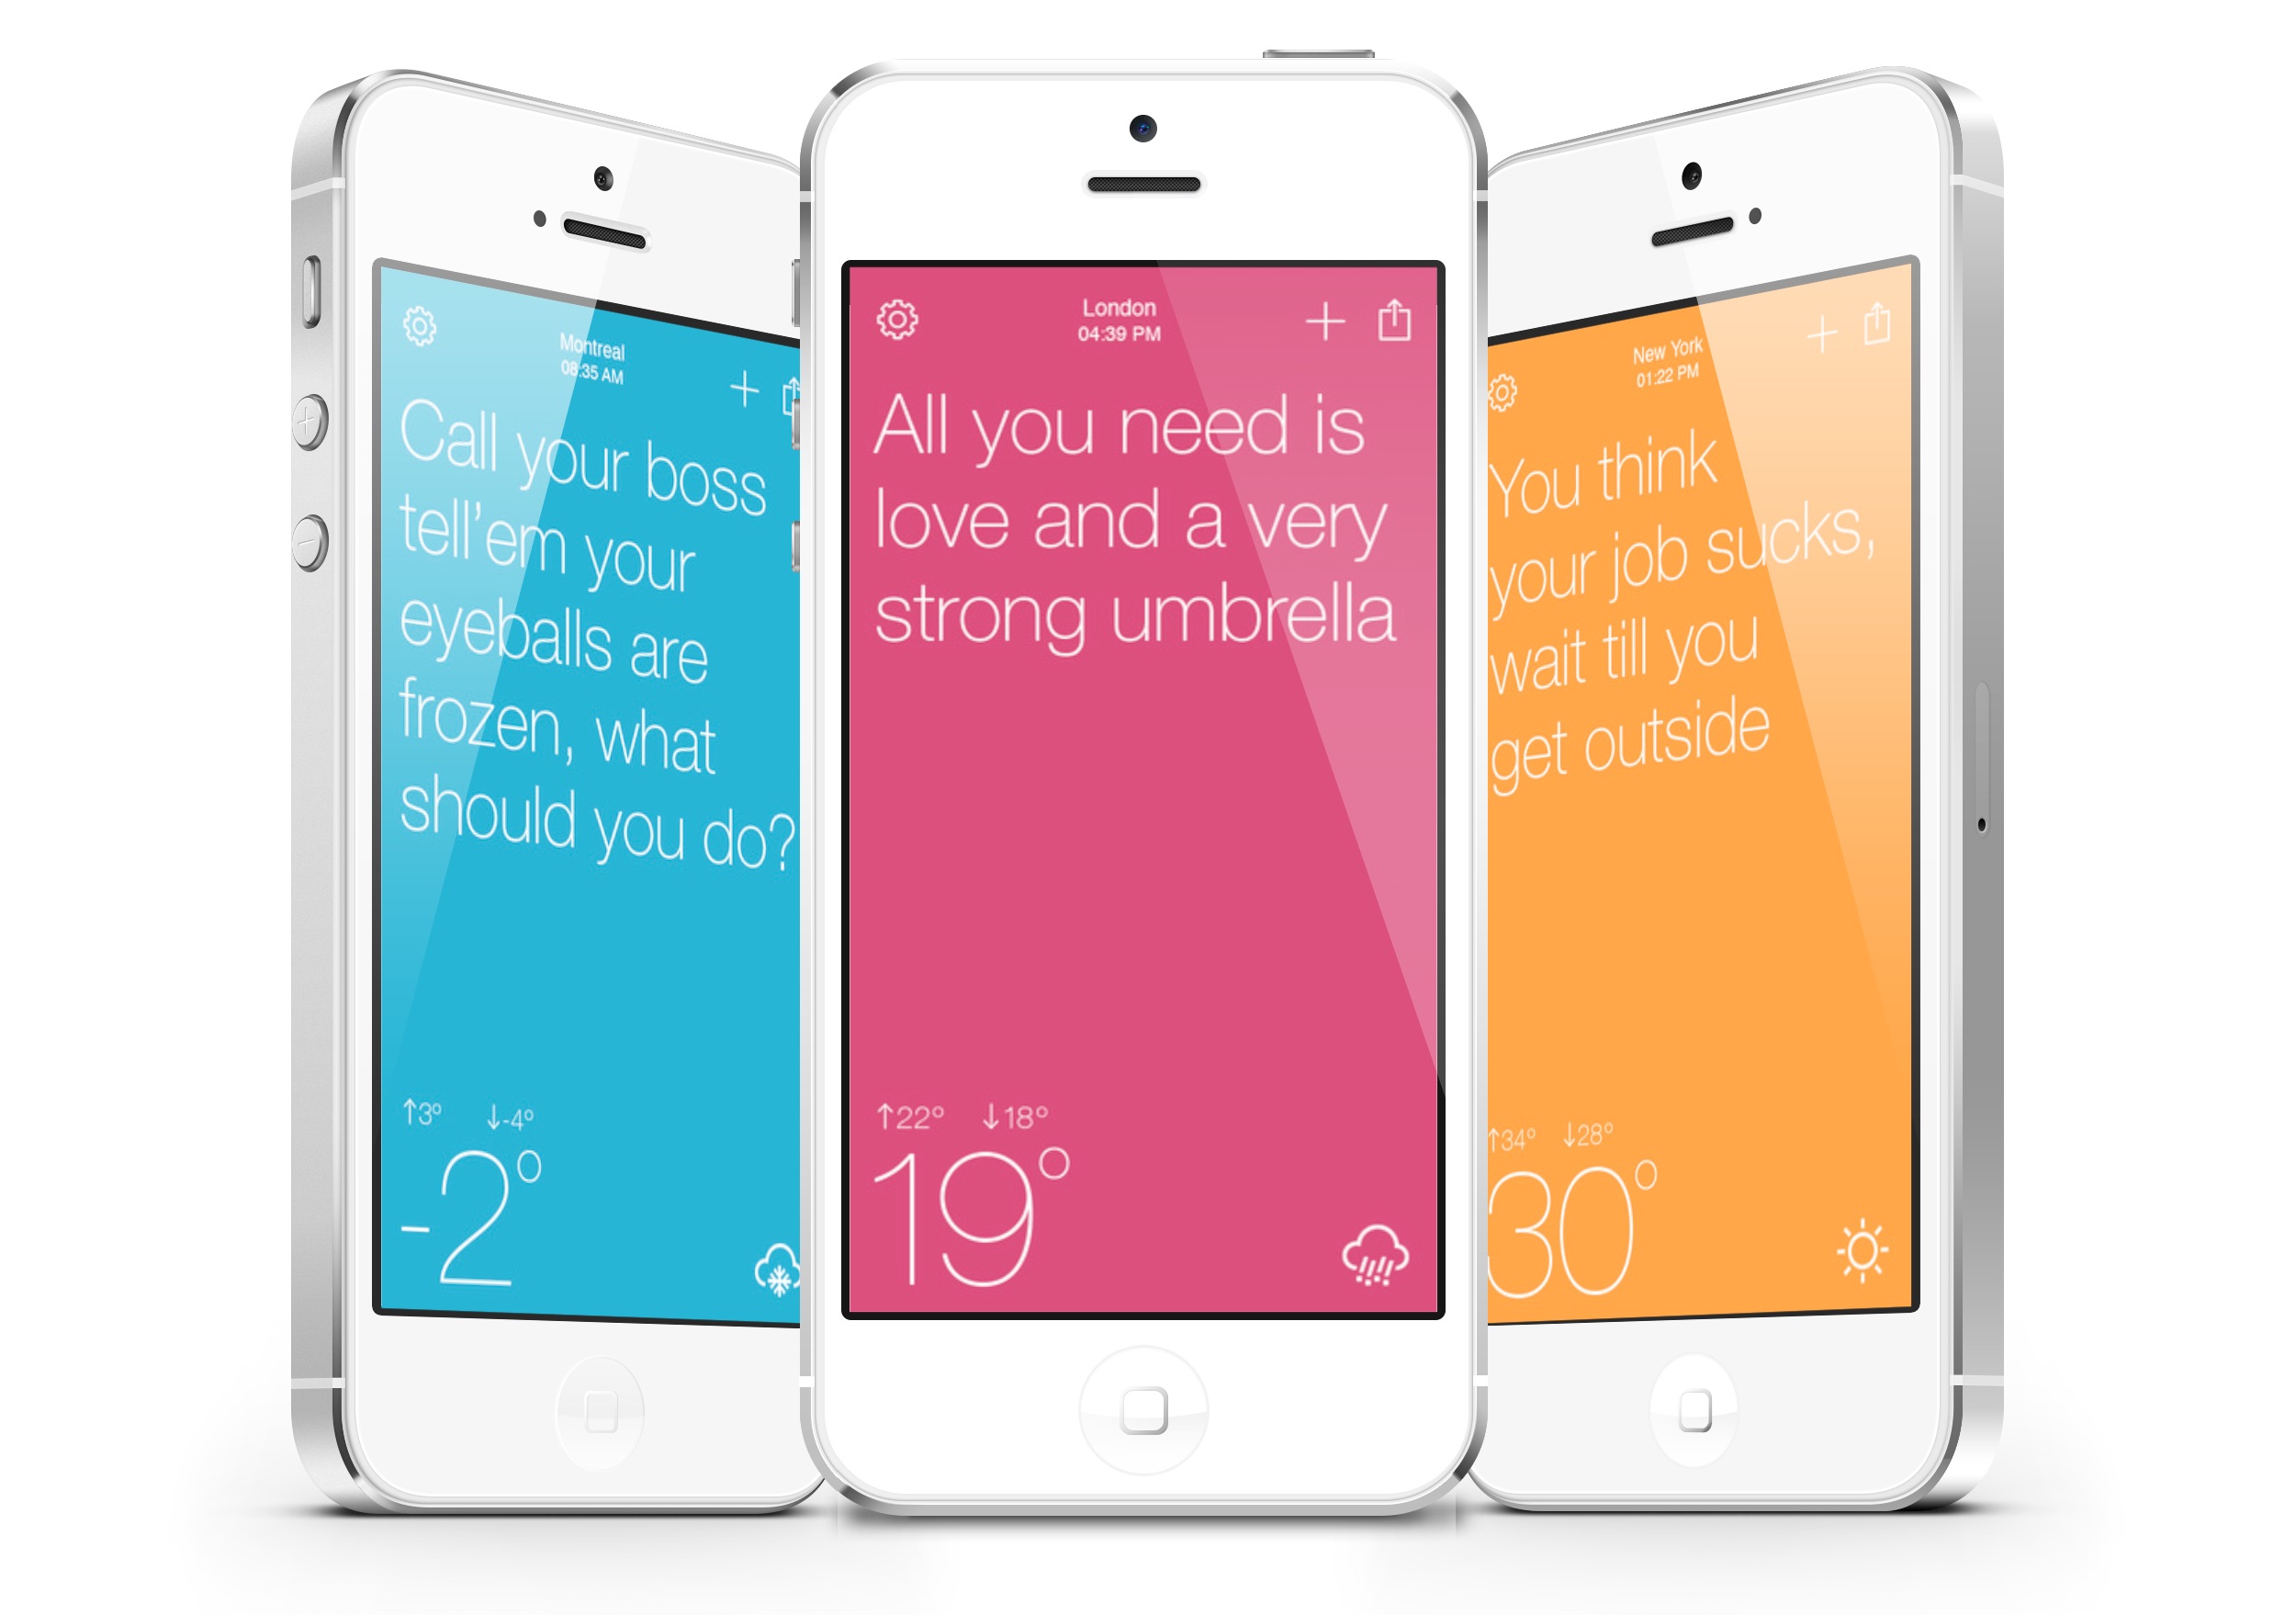 Montreal
08:35 AM
Call your boss
tell'em your
eyeballs are
frozen, what
should you do?
↑3° ↓-4°
-2°
London
04:39 PM
All you need is
love and a very
strong umbrella
↑22° ↓18°
19°
New York
01:22 PM
You think
your job sucks,
wait till you
get outside
↑34° ↓28°
30°